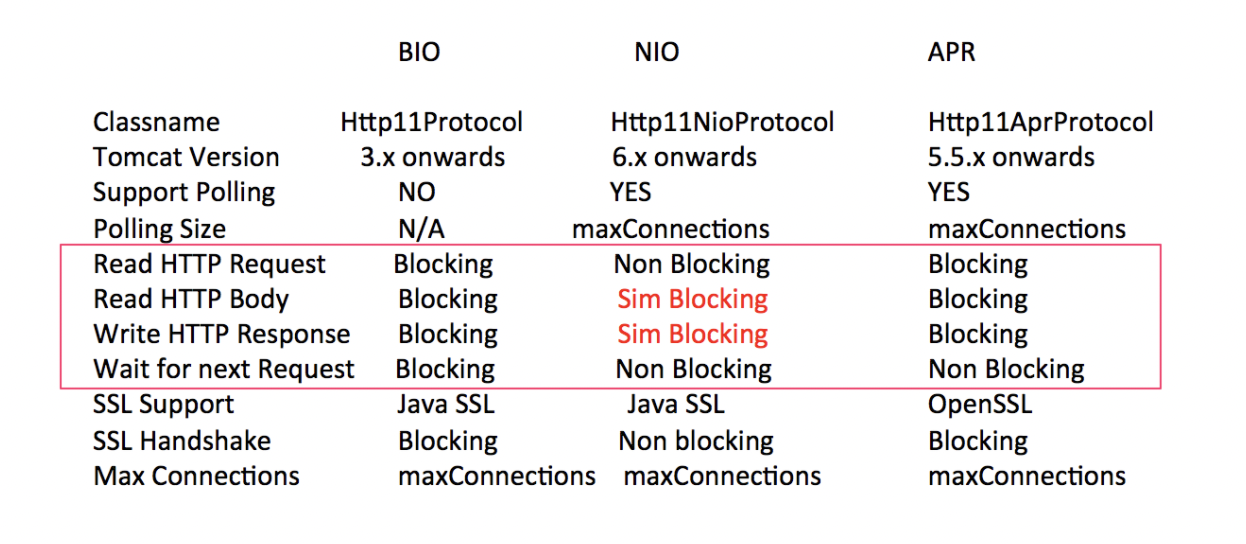 BIO NIO APR
Classname Http11Protocol Http11NioProtocol Http11AprProtocol
Tomcat Version 3.x onwards 6.x onwards 5.5.x onwards
Support Polling NO YES YES
Polling Size N/A maxConnections maxConnections
Read HTTP Request Blocking Non Blocking Blocking
Read HTTP Body Blocking Sim Blocking Blocking
Write HTTP Response Blocking Sim Blocking Blocking
Wait for next Request Blocking Non Blocking Non Blocking
SSL Support Java SSL Java SSL OpenSSL
SSL Handshake Blocking Non blocking Blocking
Max Connections maxConnections maxConnections maxConnections